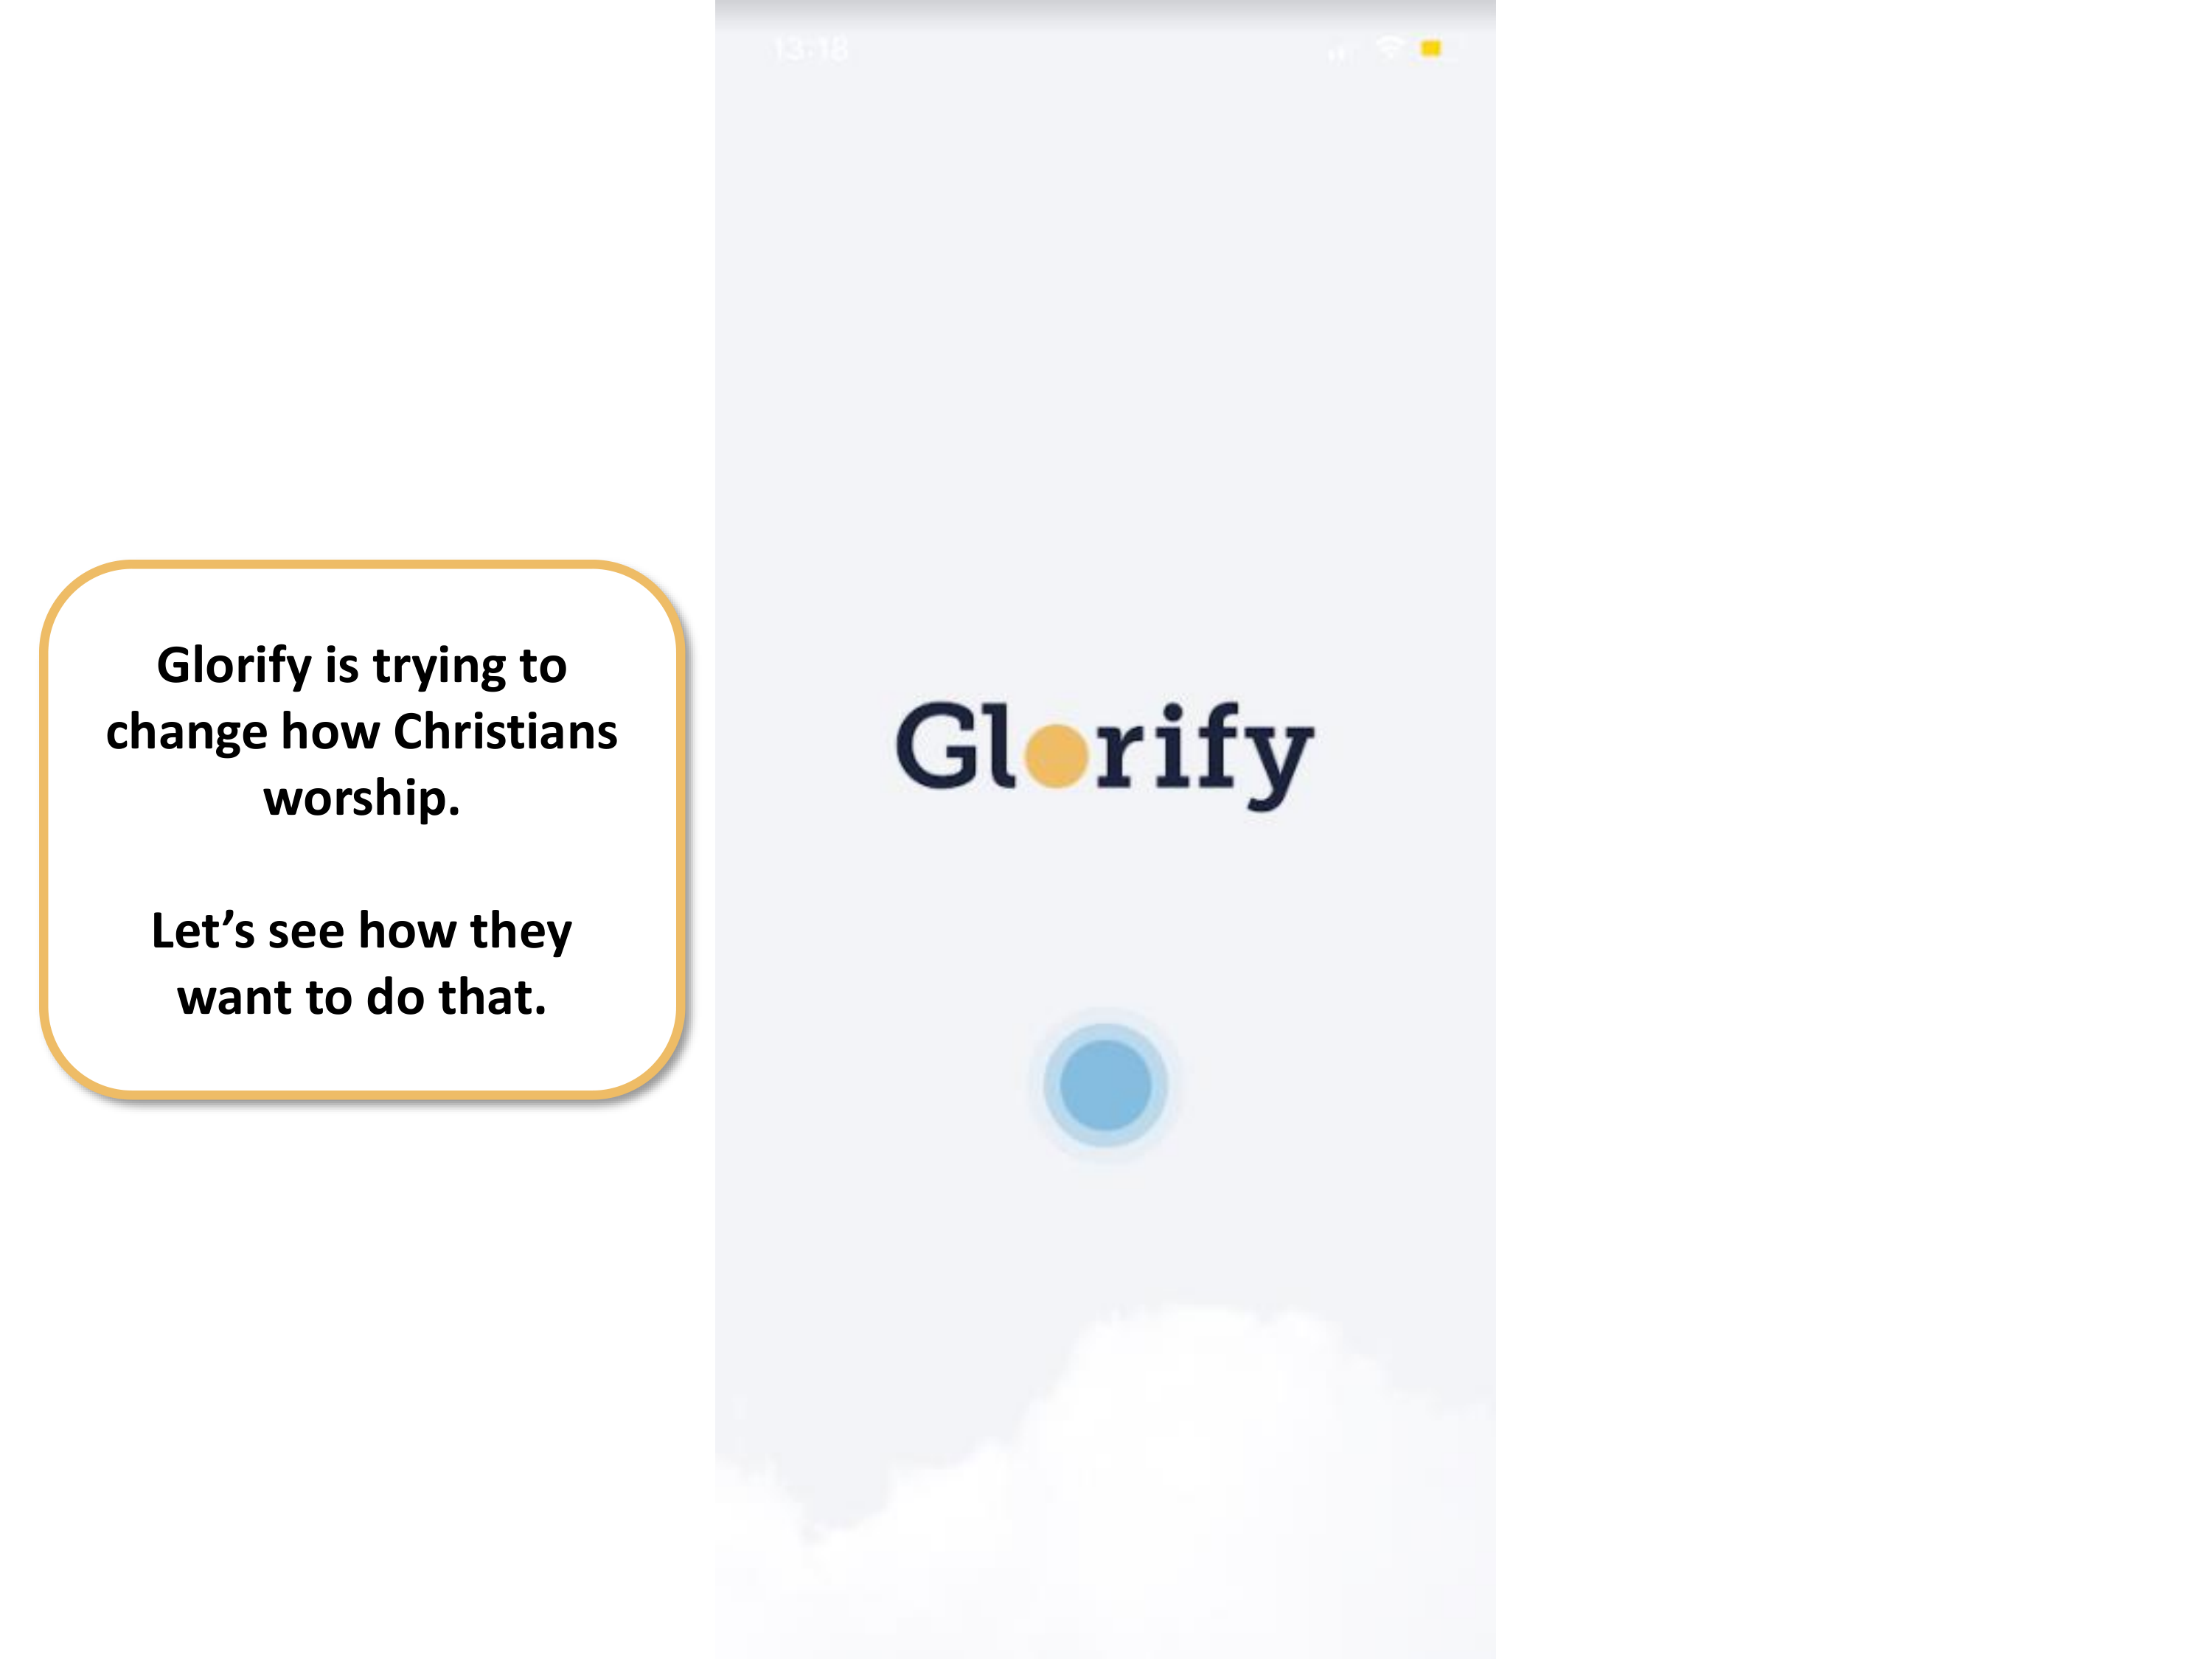 13:18
Glorify is trying to
change how Christians
worship.
Let’s see how they
want to do that.
Glorify